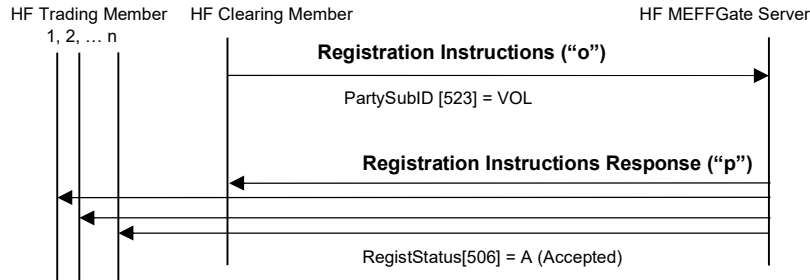 HF Trading Member
1, 2, … n
HF Clearing Member
HF MEFFGate Server
Registration Instructions (“o”)
PartySubID [523] = VOL
Registration Instructions Response (“p”)
RegistStatus[506] = A (Accepted)